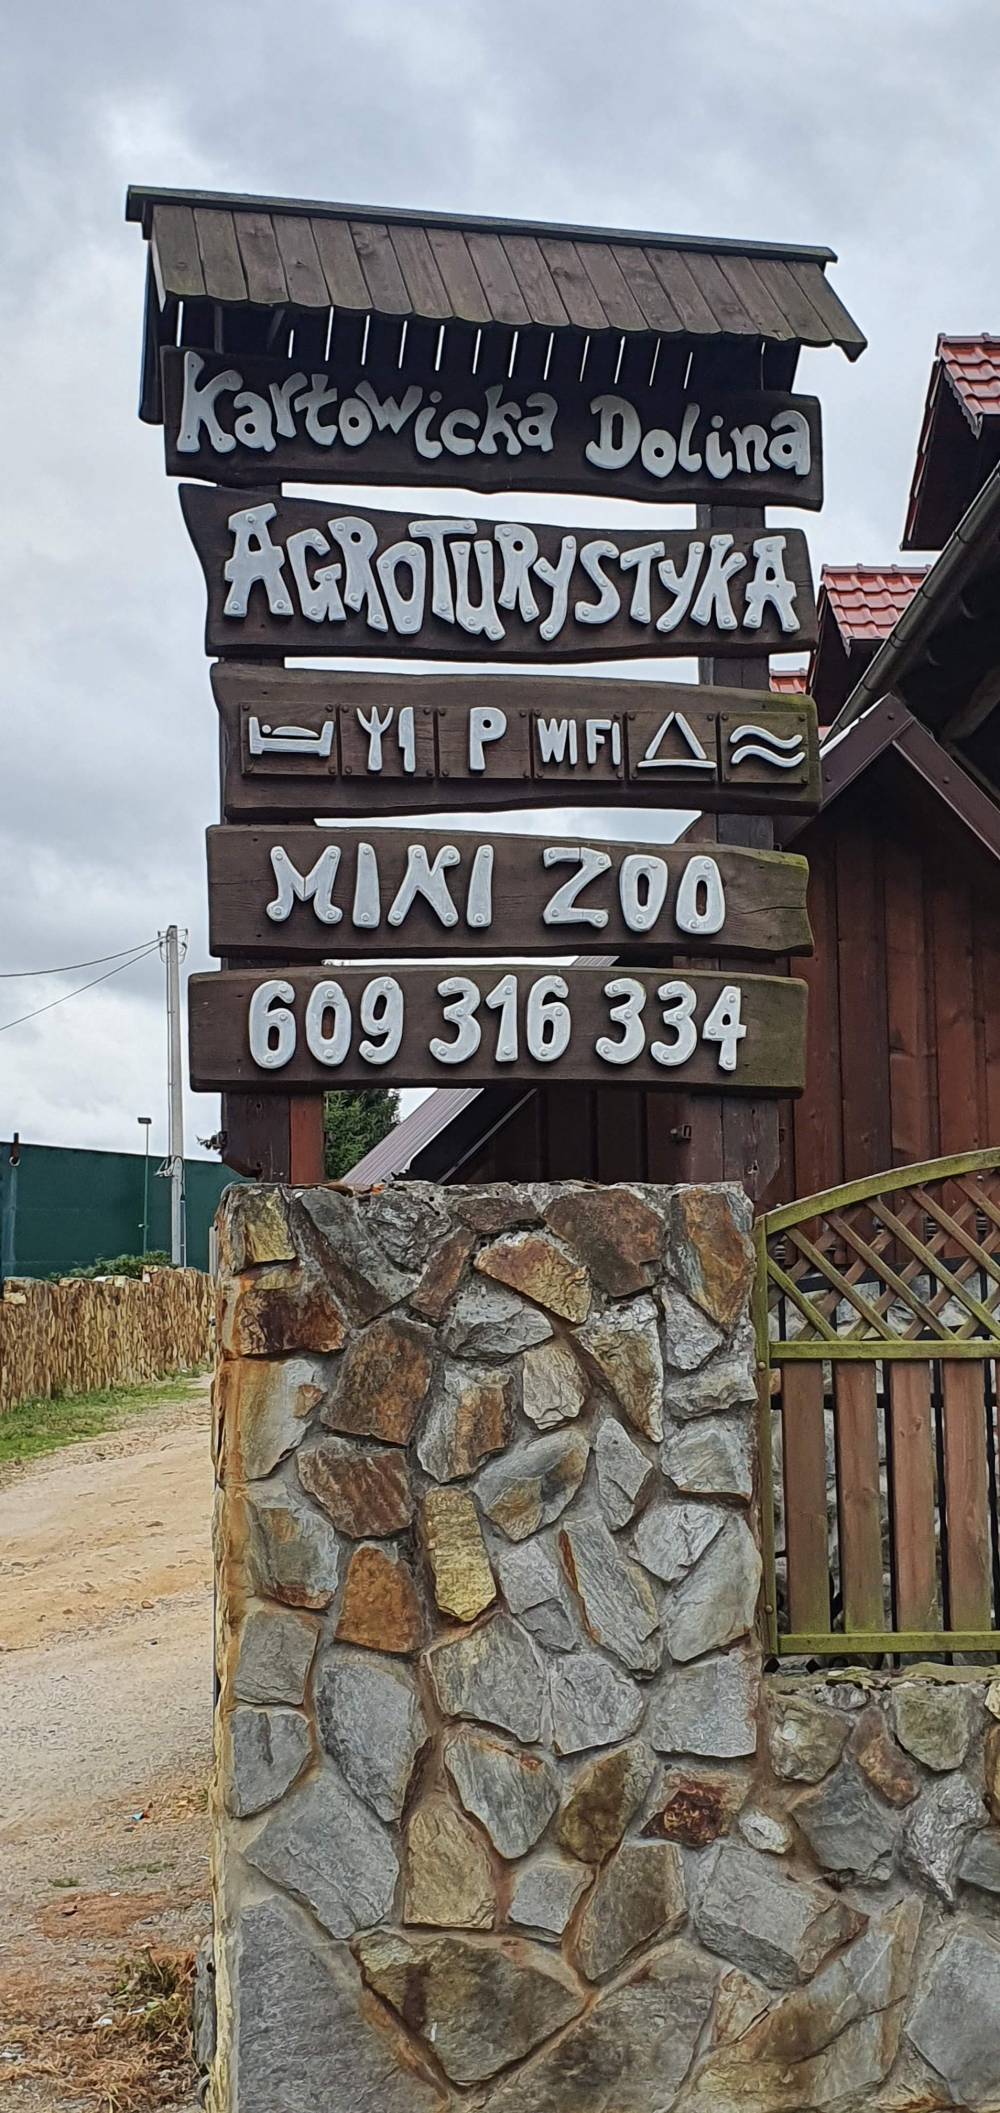 Kartowicka Dolina
AGROTURYSTYKA
P WIFI
MINI ZOO
609 316 334